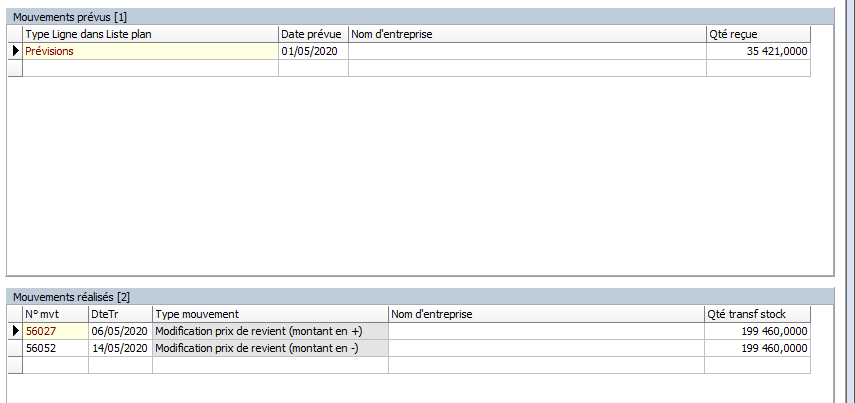 Mouvements prévus [1]
Type Ligne dans Liste plan Date prévue Nom d'entreprise Qté reçue
Prévisions 01/05/2020 35 421,0000
Mouvements réalisés [2]
N° mvt DteTr Type mouvement Nom d'entreprise Qté transf stock
56027 06/05/2020 Modification prix de revient (montant en +) 199 460,0000
56052 14/05/2020 Modification prix de revient (montant en -) 199 460,0000